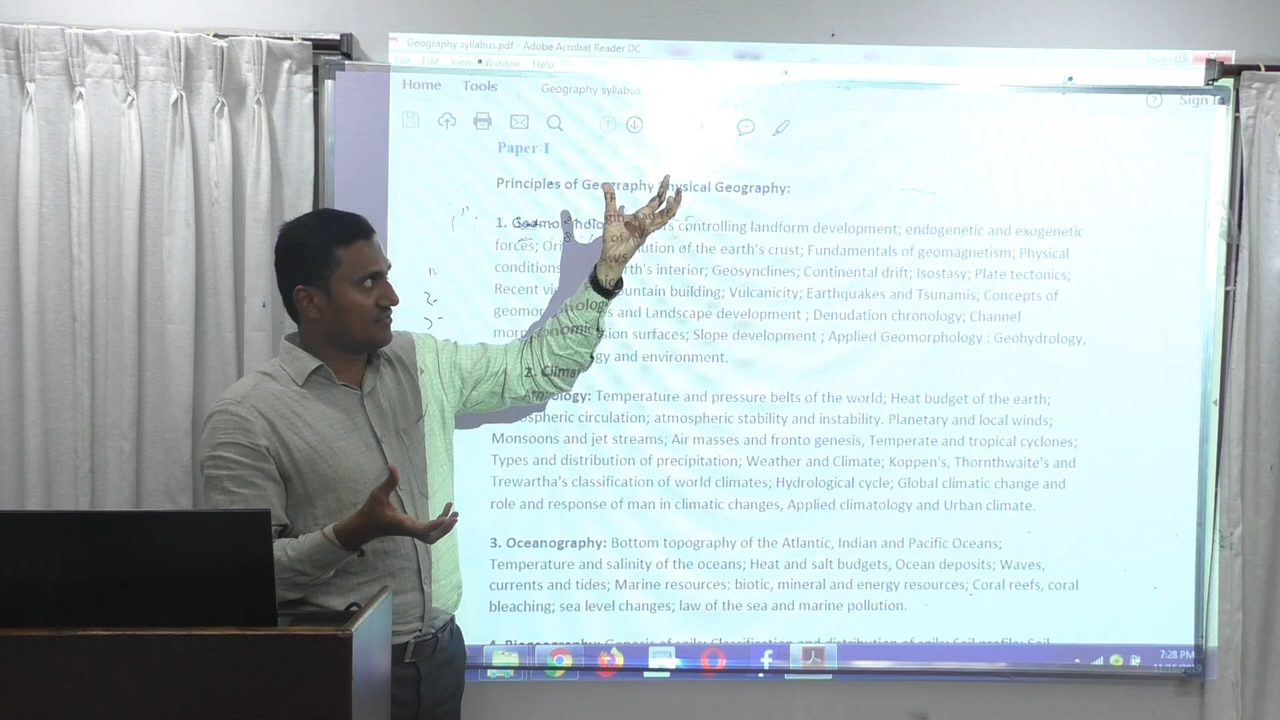 Geography syllabus.pdf - Adobe Acrobat Reader DC
File Edit View Window Help
Home Tools Geography syllabus
Sign In
Paper-I
Principles of Geography Physical Geography:
1. controlling landform development; endogenetic and exogenetic
forces; of the earth's crust; Fundamentals of geomagnetism; Physical
conditions interior; Geosynclines; Continental drift; Isostasy; Plate tectonics;
Recent mountain building; Vulcanicity; Earthquakes and Tsunamis; Concepts of
and Landscape development ; Denudation chronology; Channel
surfaces; Slope development ; Applied Geomorphology : Geohydrology,
and environment.
2.
Temperature and pressure belts of the world; Heat budget of the earth;
circulation; atmospheric stability and instability. Planetary and local winds;
Monsoons and jet streams; Air masses and fronto genesis, Temperate and tropical cyclones;
Types and distribution of precipitation; Weather and Climate; Koppen's, Thornthwaite's and
Trewartha's classification of world climates; Hydrological cycle; Global climatic change and
role and response of man in climatic changes, Applied climatology and Urban climate.
3. Oceanography: Bottom topography of the Atlantic, Indian and Pacific Oceans;
Temperature and salinity of the oceans; Heat and salt budgets, Ocean deposits; Waves,
currents and tides; Marine resources: biotic, mineral and energy resources; Coral reefs, coral
bleaching; sea level changes; law of the sea and marine pollution.
7:28 PM